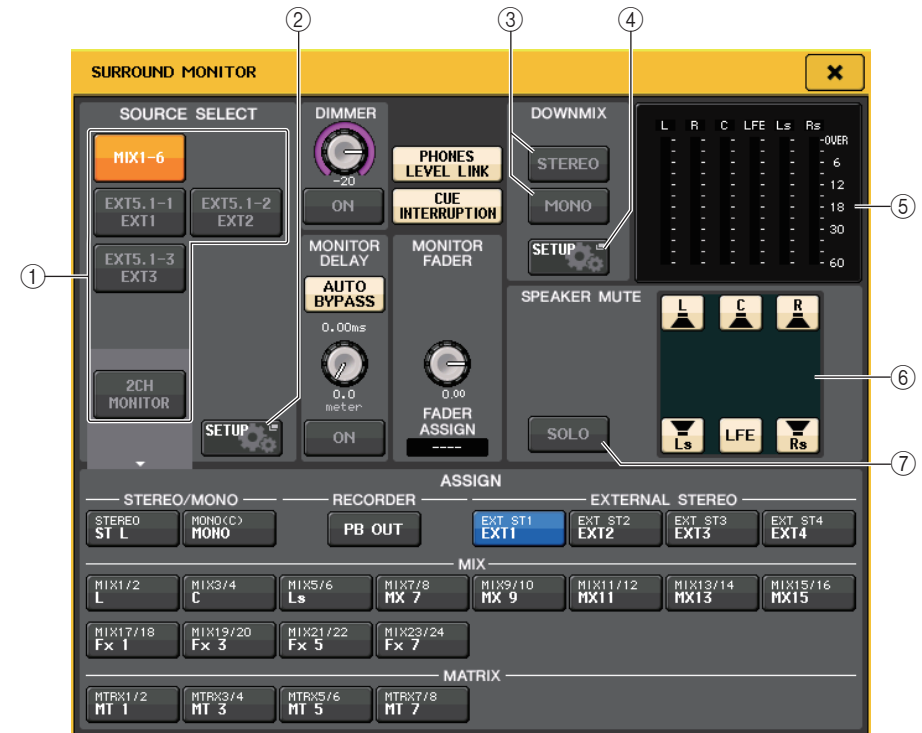 ② ③ ④
SURROUND MONITOR ×
SOURCE SELECT
MIX1-6
EXT5.1-1
EXT1
EXT5.1-2
EXT2
EXT5.1-3
EXT3
2CH
MONITOR
SETUP
①
DIMMER
-20
ON
PHONES
LEVEL LINK
CUE
INTERRUPTION
MONITOR
DELAY
AUTO
BYPASS
0.00ms
0.0
meter
ON
MONITOR
FADER
0.00
FADER
ASSIGN
----
DOWNMIX
STEREO
MONO
SETUP
L R C LFE Ls Rs
OVER
6
12
18
30
60
⑤
SPEAKER MUTE
L C R
Ls LFE Rs
⑥
SOLO
⑦
ASSIGN
STEREO/MONO RECORDER EXTERNAL STEREO
STEREO
ST L
MONO(C)
MONO
PB OUT
EXT ST1
EXT1
EXT ST2
EXT2
EXT ST3
EXT3
EXT ST4
EXT4
MIX
MIX1/2
L
MIX3/4
C
MIX5/6
Ls
MIX7/8
MX 7
MIX9/10
MX 9
MIX11/12
MX11
MIX13/14
MX13
MIX15/16
MX15
MIX17/18
Fx 1
MIX19/20
Fx 3
MIX21/22
Fx 5
MIX23/24
Fx 7
MATRIX
MTRX1/2
MT 1
MTRX3/4
MT 3
MTRX5/6
MT 5
MTRX7/8
MT 7